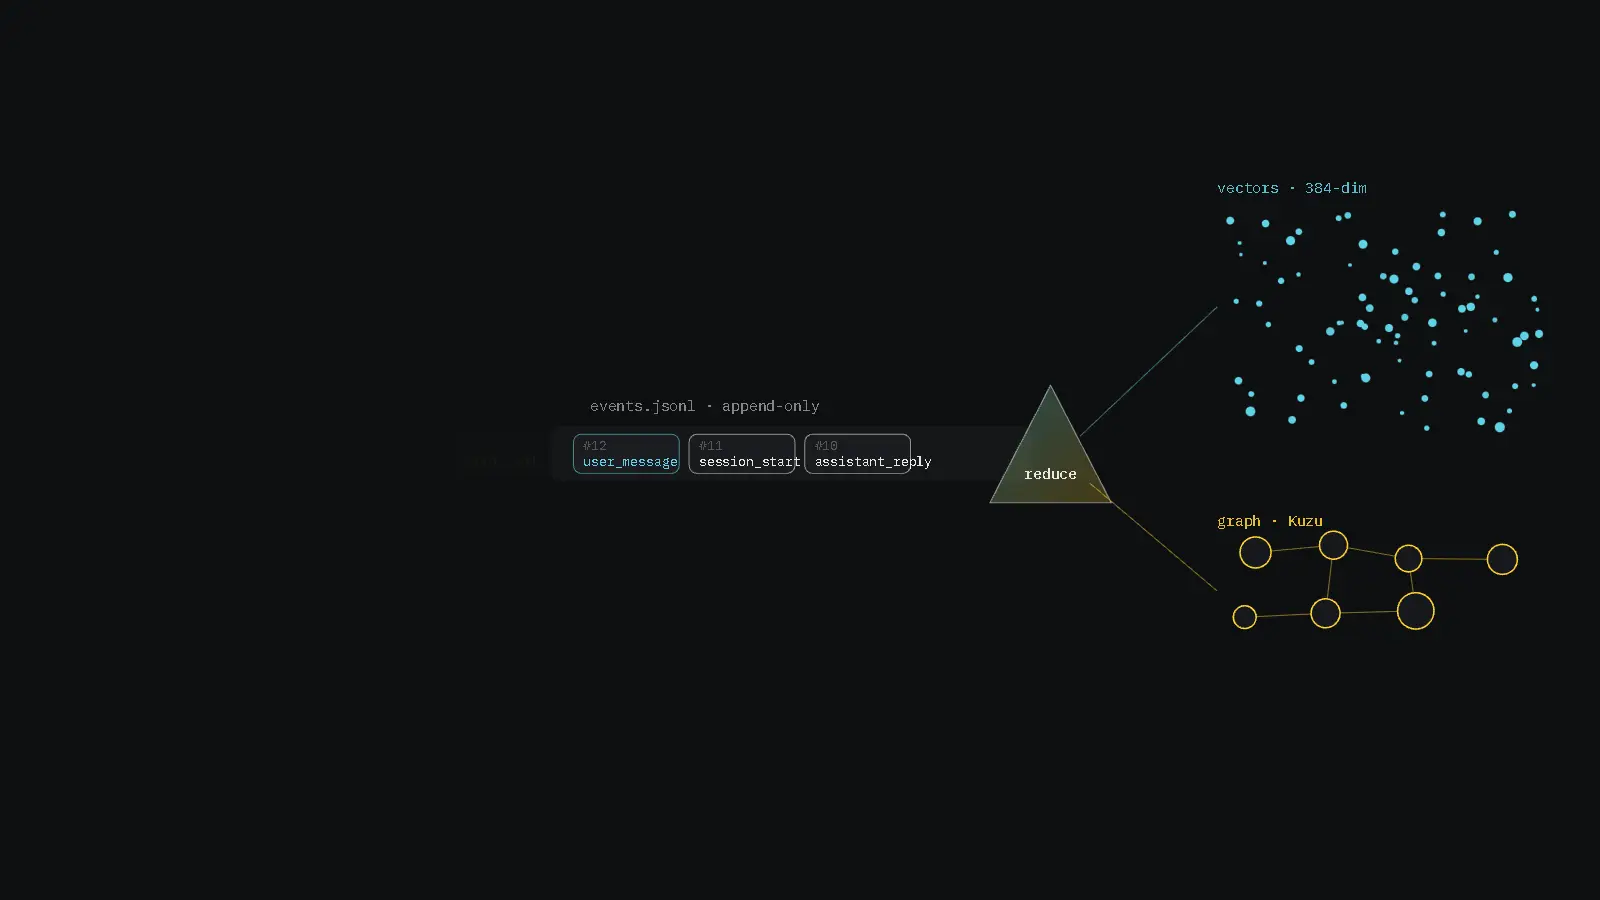 vectors · 384-dim
events.jsonl · append-only
#12
user_message
#11
session_start
#10
assistant_reply
reduce
graph · Kuzu